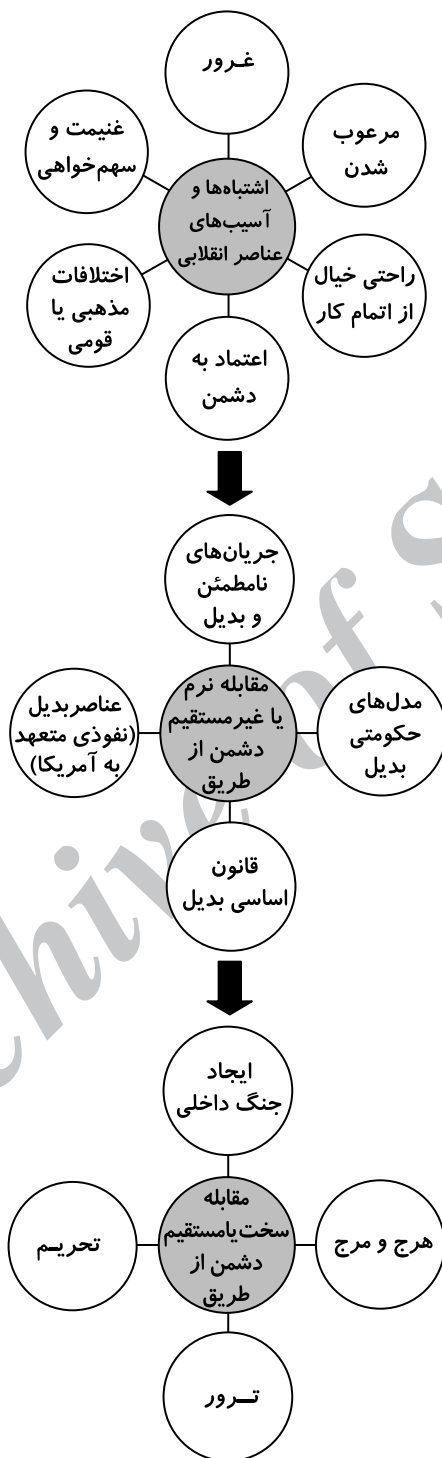 غـرور
مرعوب
شدن
غنیمت و
سهم‌خواهی
اشتباه‌ها و
آسیب‌های
عناصر انقلابی
راحتی خیال
از اتمام کار
اختلافات
مذهبی یا
قومی
اعتماد به
دشمن
جریان‌های
نامطمئن
و بدیل
مقابله نرم
یا غیرمستقیم
دشمن از
طریق
مدل‌های
حکومتی
بدیل
عناصربدیل
(نفوذی متعهد
به آمریکا)
قانون
اساسی بدیل
ایجاد
جنگ داخلی
مقابله
سخت‌یامستقیم
دشمن از
طریق
هرج و مرج
تحریـم
تــرور
chive of S